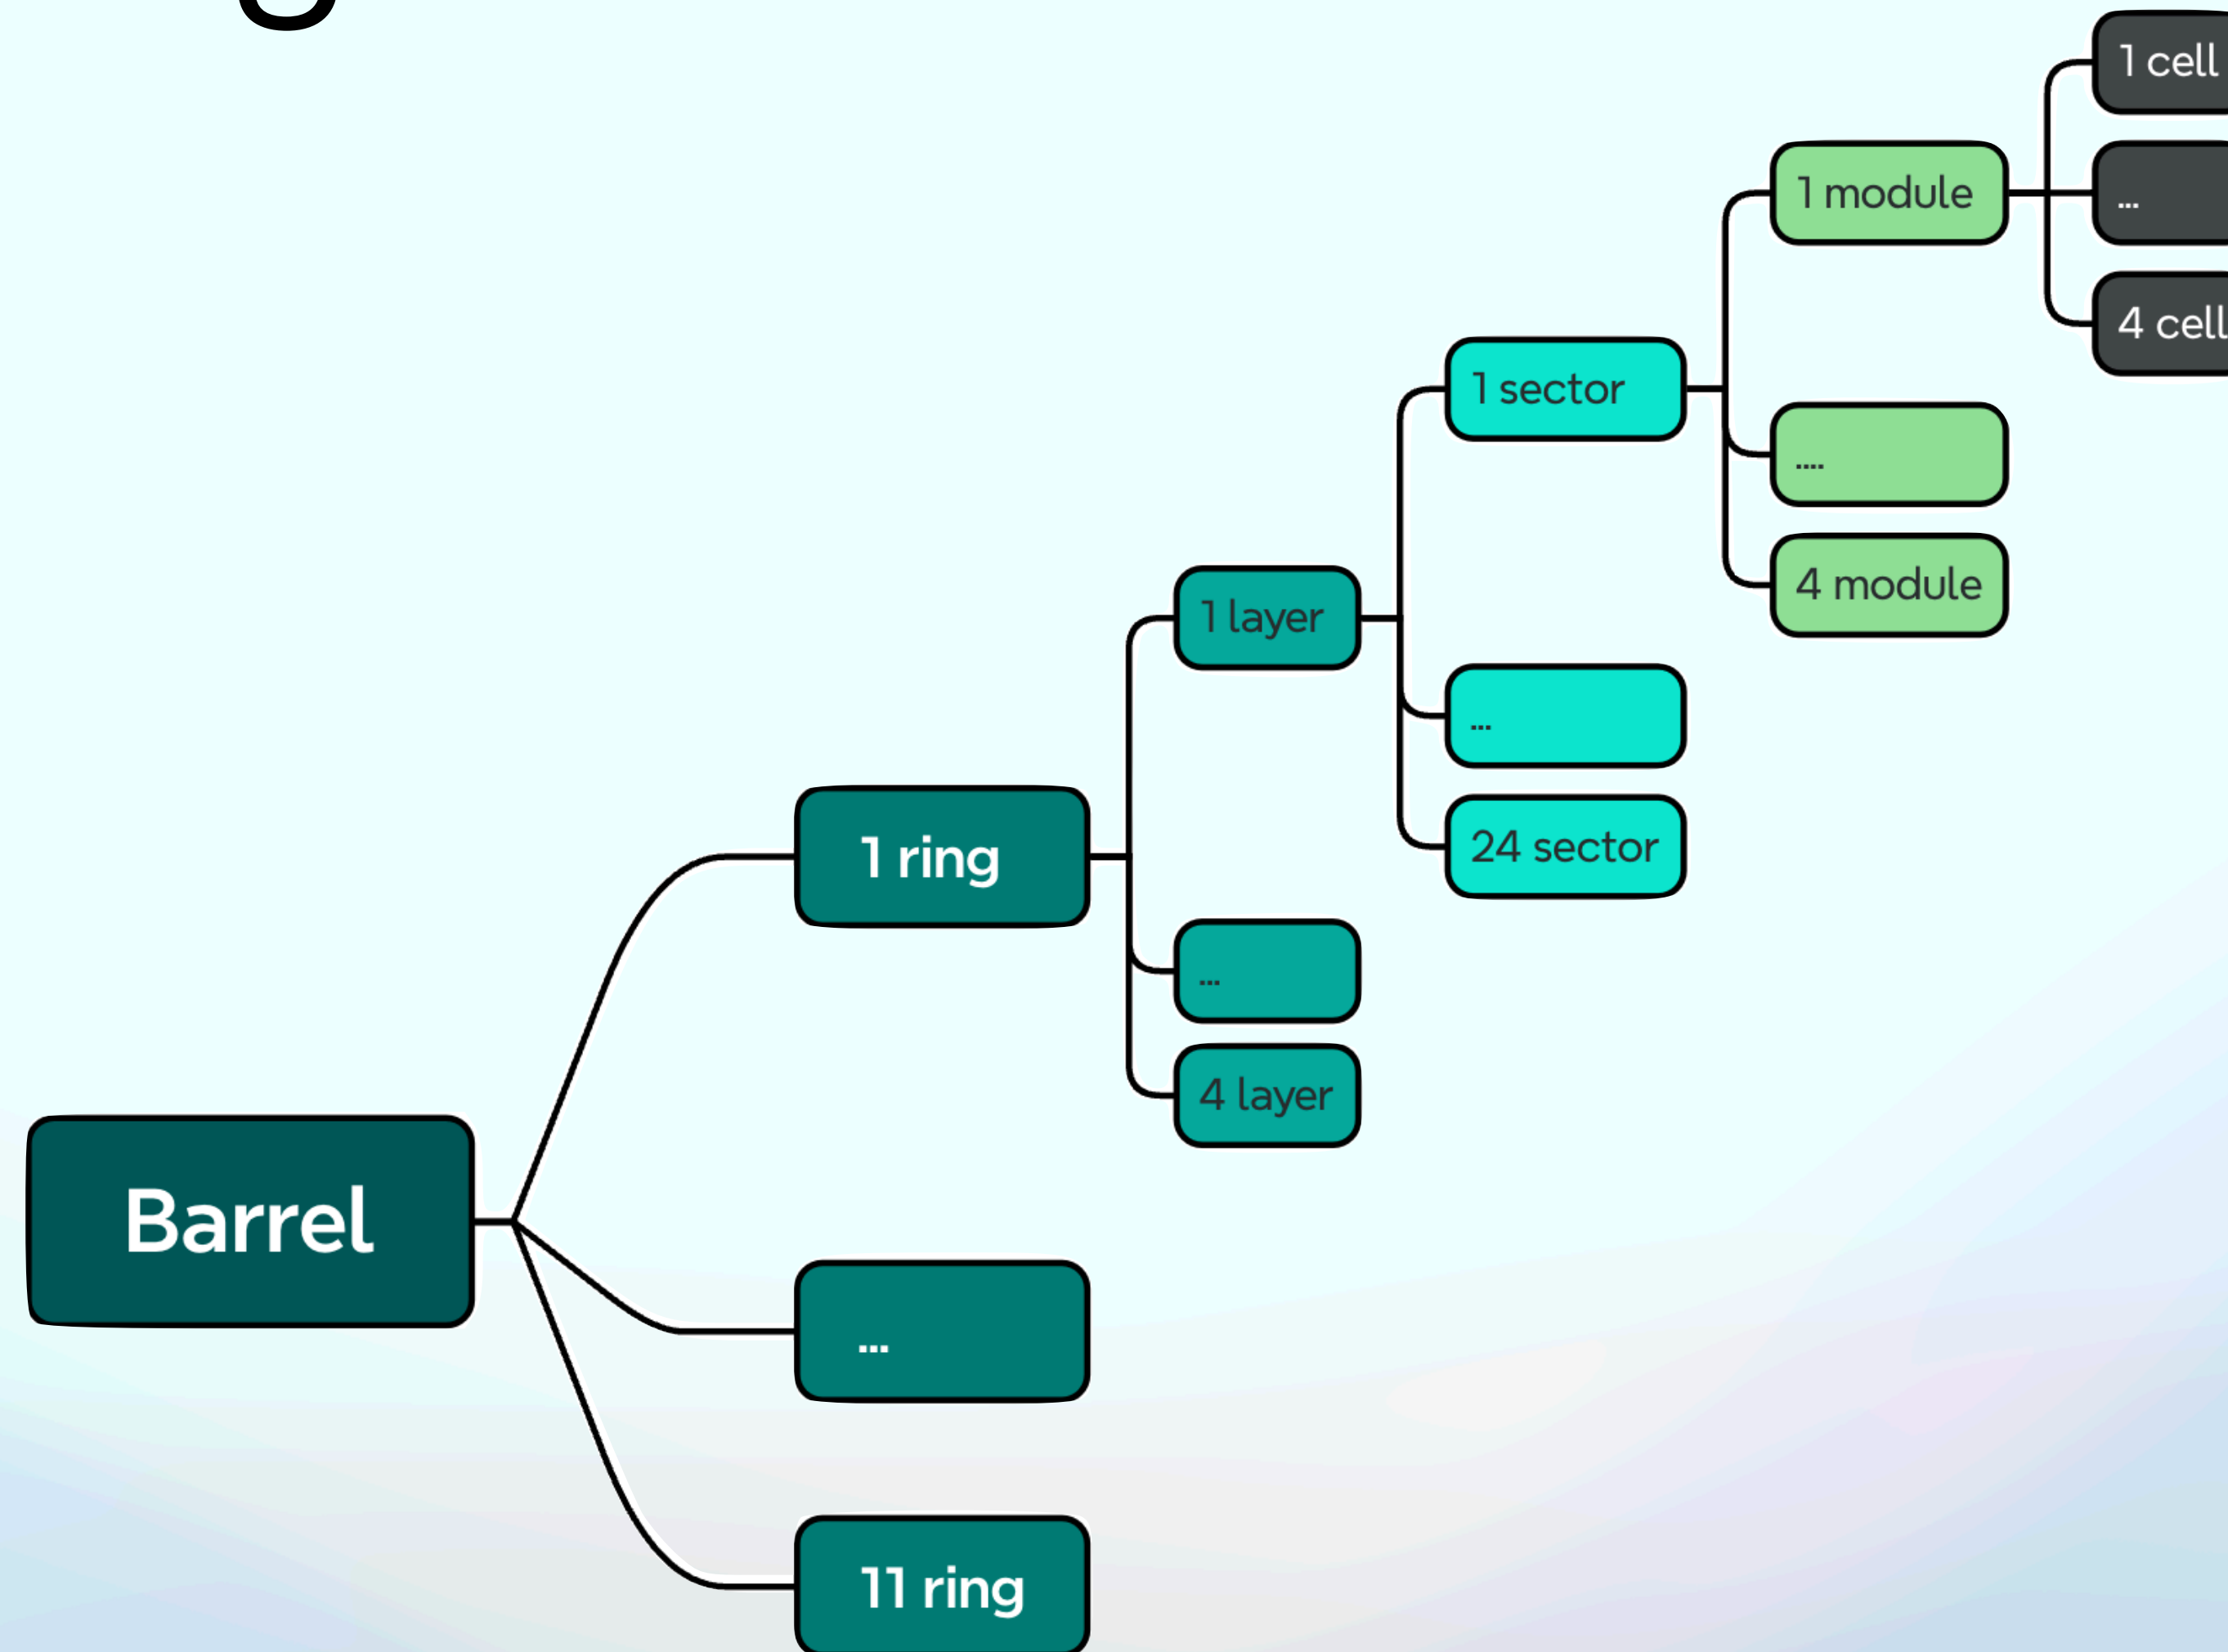 1 cell
1 module
...
4 cell
1 sector
....
4 module
1 layer
...
24 sector
1 ring
...
4 layer
Barrel
...
11 ring